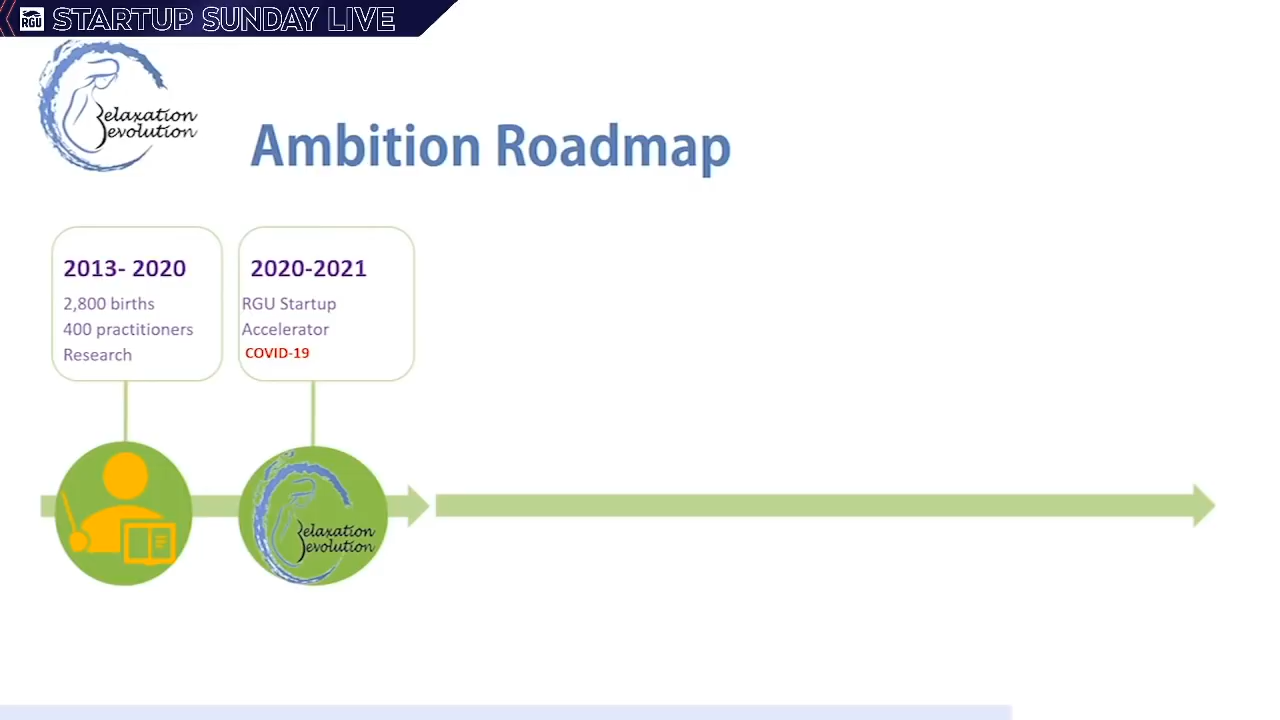 RGU STARTUP SUNDAY LIVE
Relaxation
Revolution
Ambition Roadmap
2013- 2020
2,800 births
400 practitioners
Research
2020-2021
RGU Startup
Accelerator
COVID-19
Relaxation
Revolution